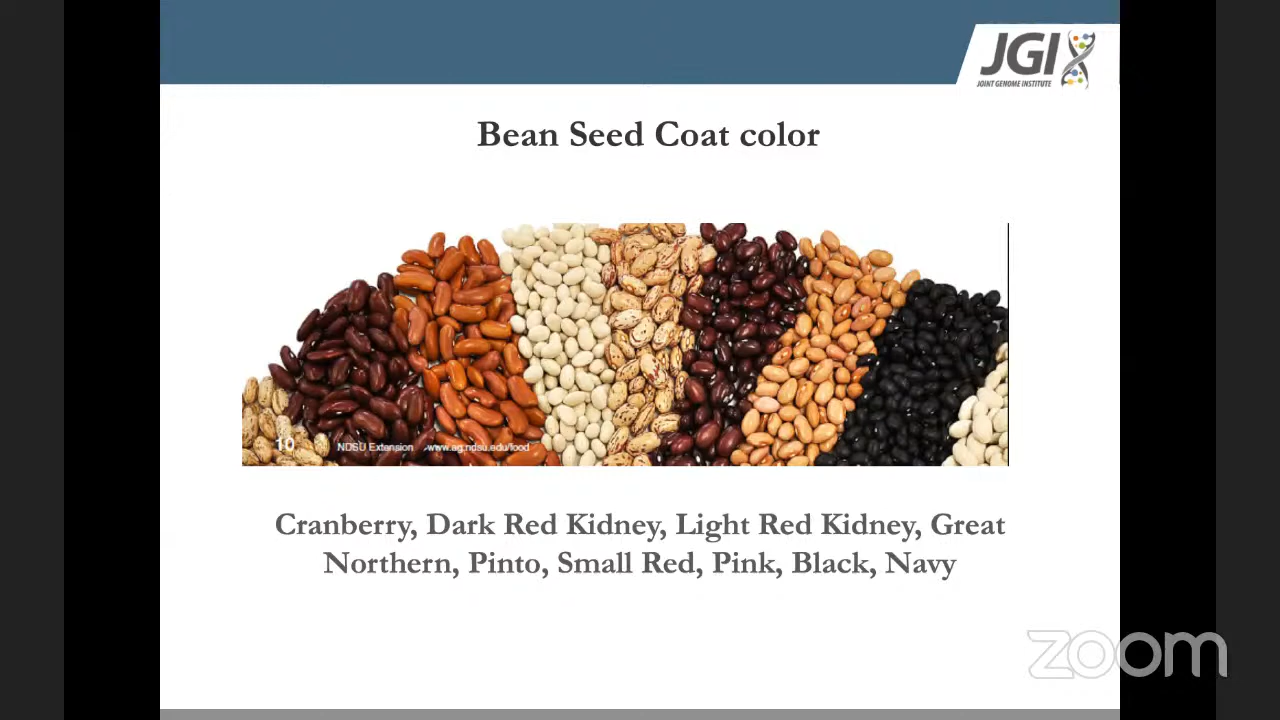 JGI
JOINT GENOME INSTITUTE
Bean Seed Coat color
10 NDSU Extension -www.ag.ndsu.edu/food
Cranberry, Dark Red Kidney, Light Red Kidney, Great
Northern, Pinto, Small Red, Pink, Black, Navy
zoom